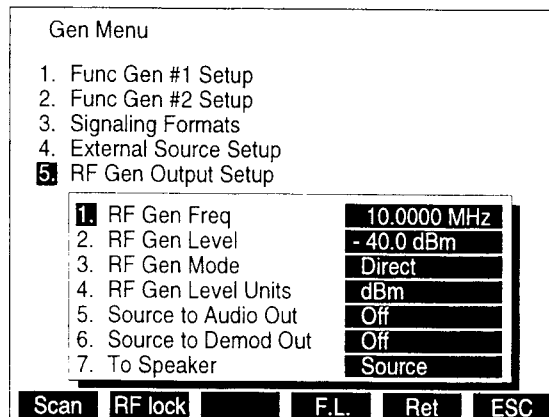 Gen Menu
1. Func Gen #1 Setup
2. Func Gen #2 Setup
3. Signaling Formats
4. External Source Setup
5. RF Gen Output Setup
1. RF Gen Freq 10.0000 MHz
2. RF Gen Level - 40.0 dBm
3. RF Gen Mode Direct
4. RF Gen Level Units dBm
5. Source to Audio Out Off
6. Source to Demod Out Off
7. To Speaker Source
Scan RF lock F.L. Ret ESC